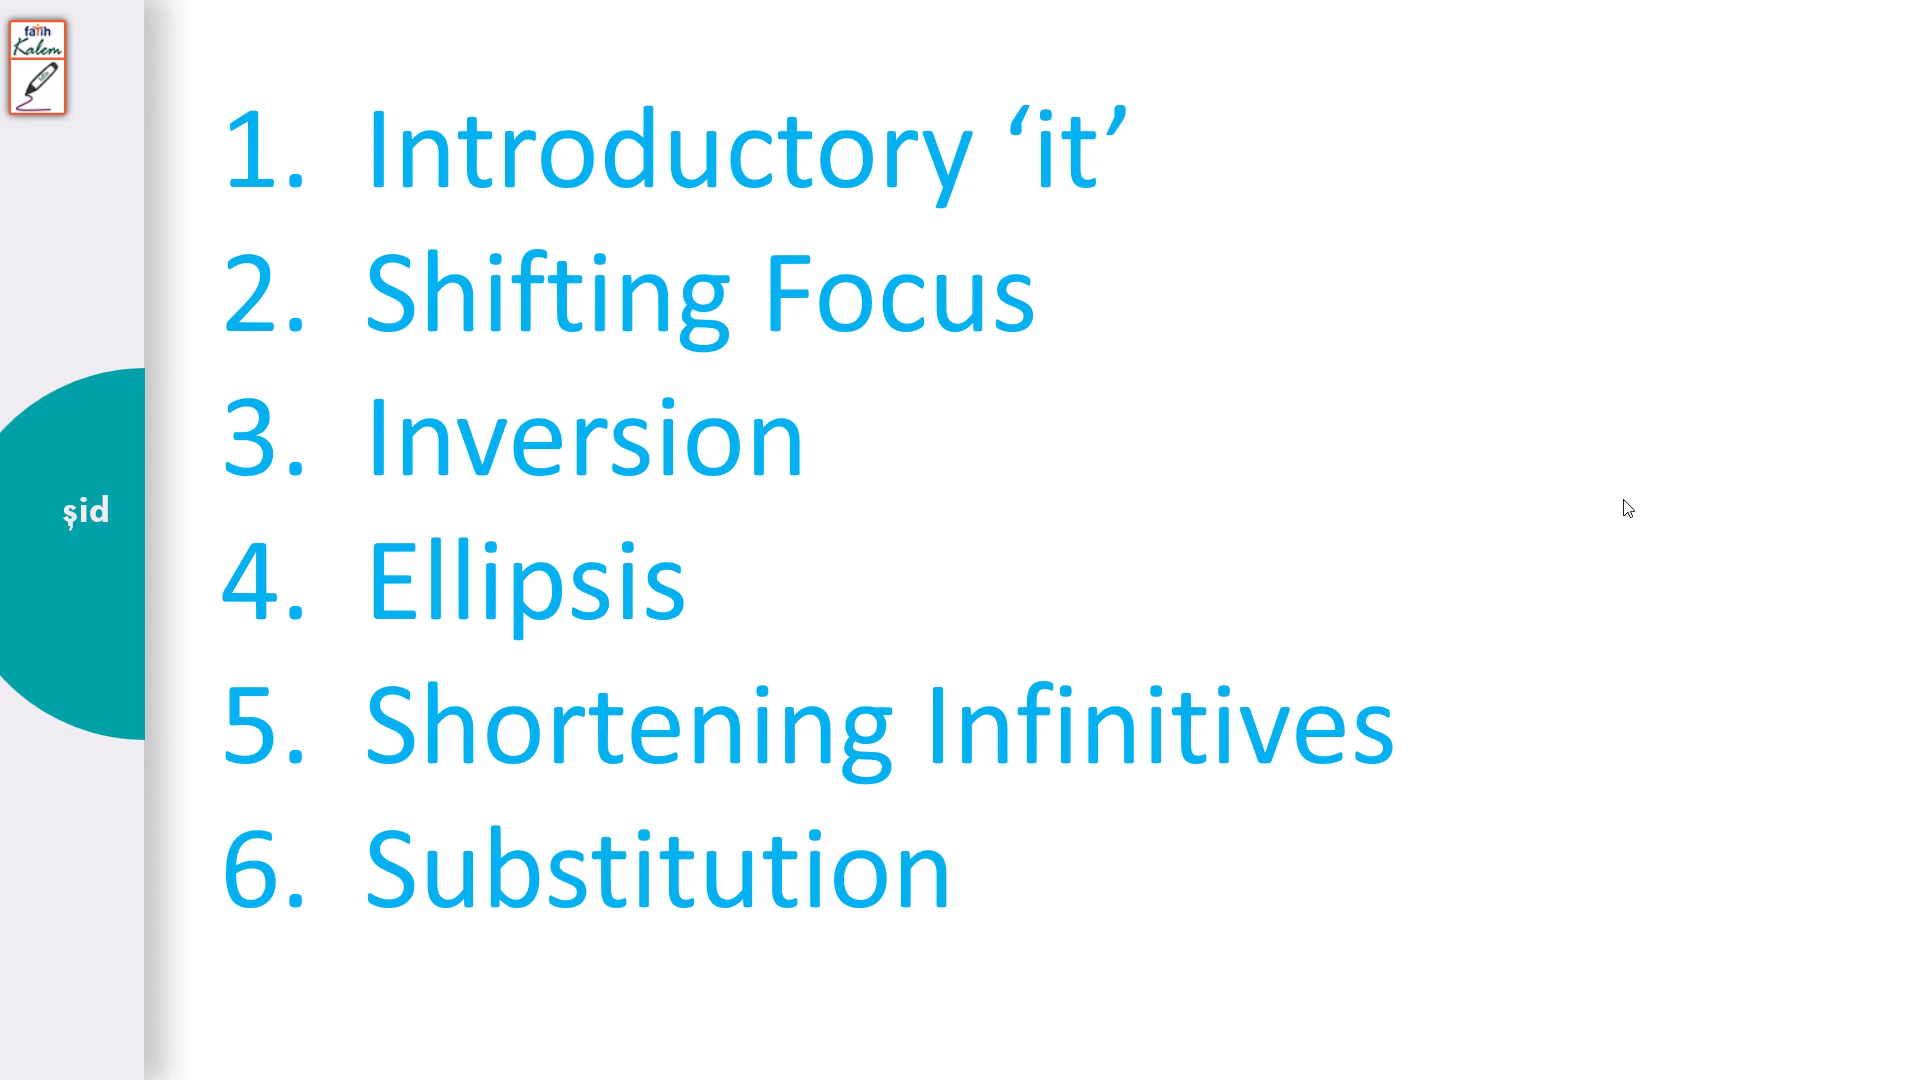 fatih
Kalem
1. Introductory ‘it’
2. Shifting Focus
3. Inversion
şid
4. Ellipsis
5. Shortening Infinitives
6. Substitution